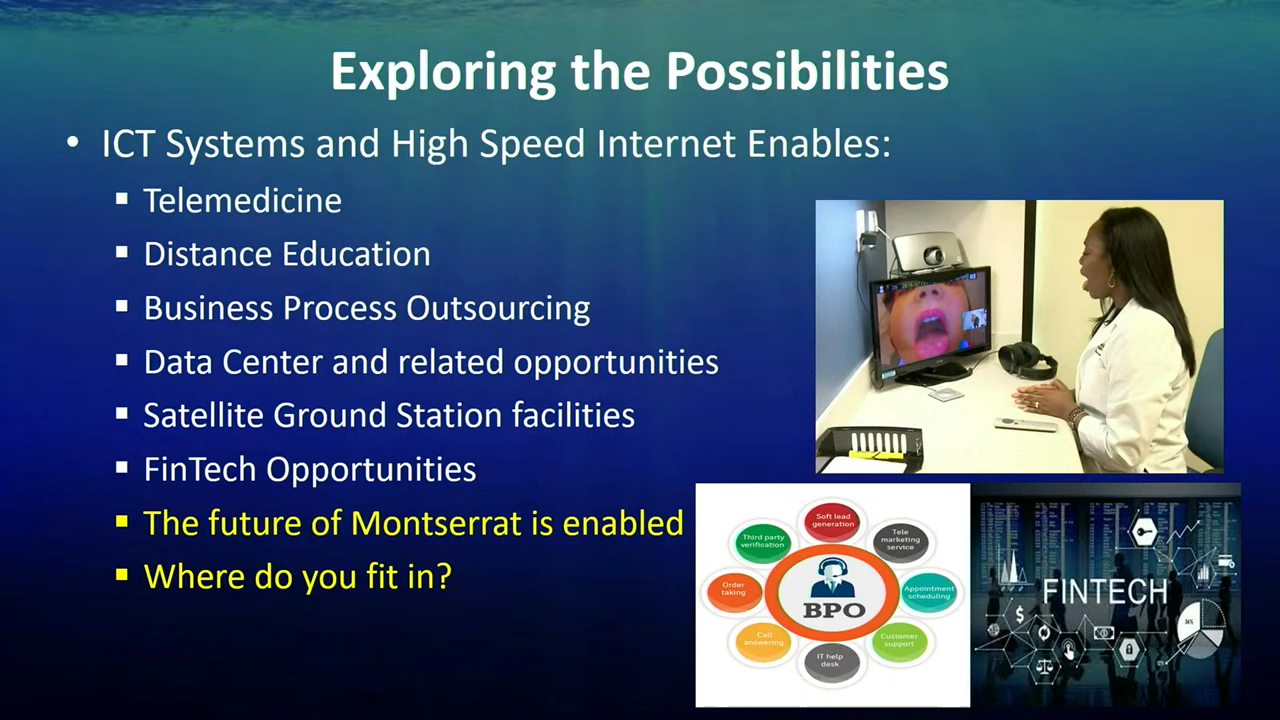 Exploring the Possibilities
• ICT Systems and High Speed Internet Enables:
▪ Telemedicine
▪ Distance Education
▪ Business Process Outsourcing
▪ Data Center and related opportunities
▪ Satellite Ground Station facilities
▪ FinTech Opportunities
▪ The future of Montserrat is enabled
▪ Where do you fit in?
Soft lead
generation
Third party
verification
Tele
marketing
service
Order
taking
BPO
Appointment
scheduling
Call
answering
Customer
support
IT help
desk
FINTECH